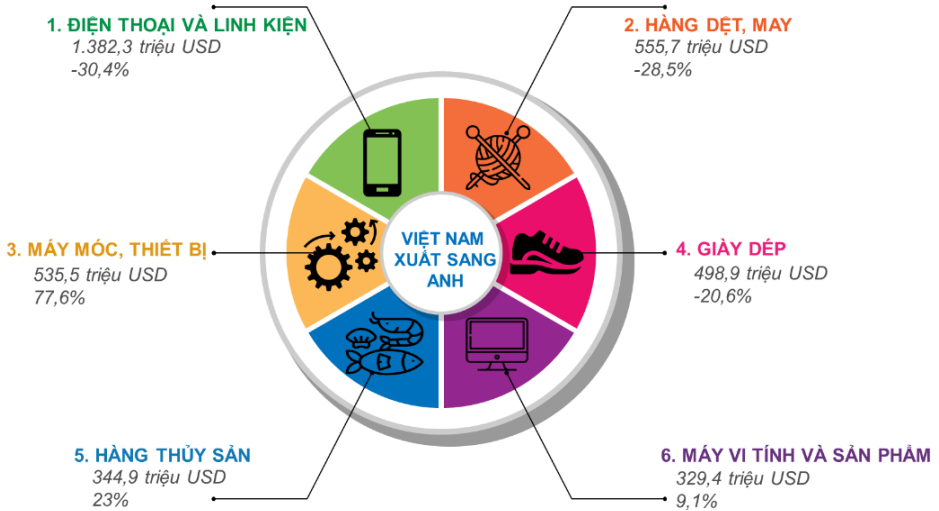 1. ĐIỆN THOẠI VÀ LINH KIỆN
1.382,3 triệu USD
-30,4%
2. HÀNG DỆT, MAY
555,7 triệu USD
-28,5%
3. MÁY MÓC, THIẾT BỊ
535,5 triệu USD
77,6%
VIỆT NAM
XUẤT SANG
ANH
4. GIÀY DÉP
498,9 triệu USD
-20,6%
5. HÀNG THỦY SẢN
344,9 triệu USD
23%
6. MÁY VI TÍNH VÀ SẢN PHẨM
329,4 triệu USD
9,1%